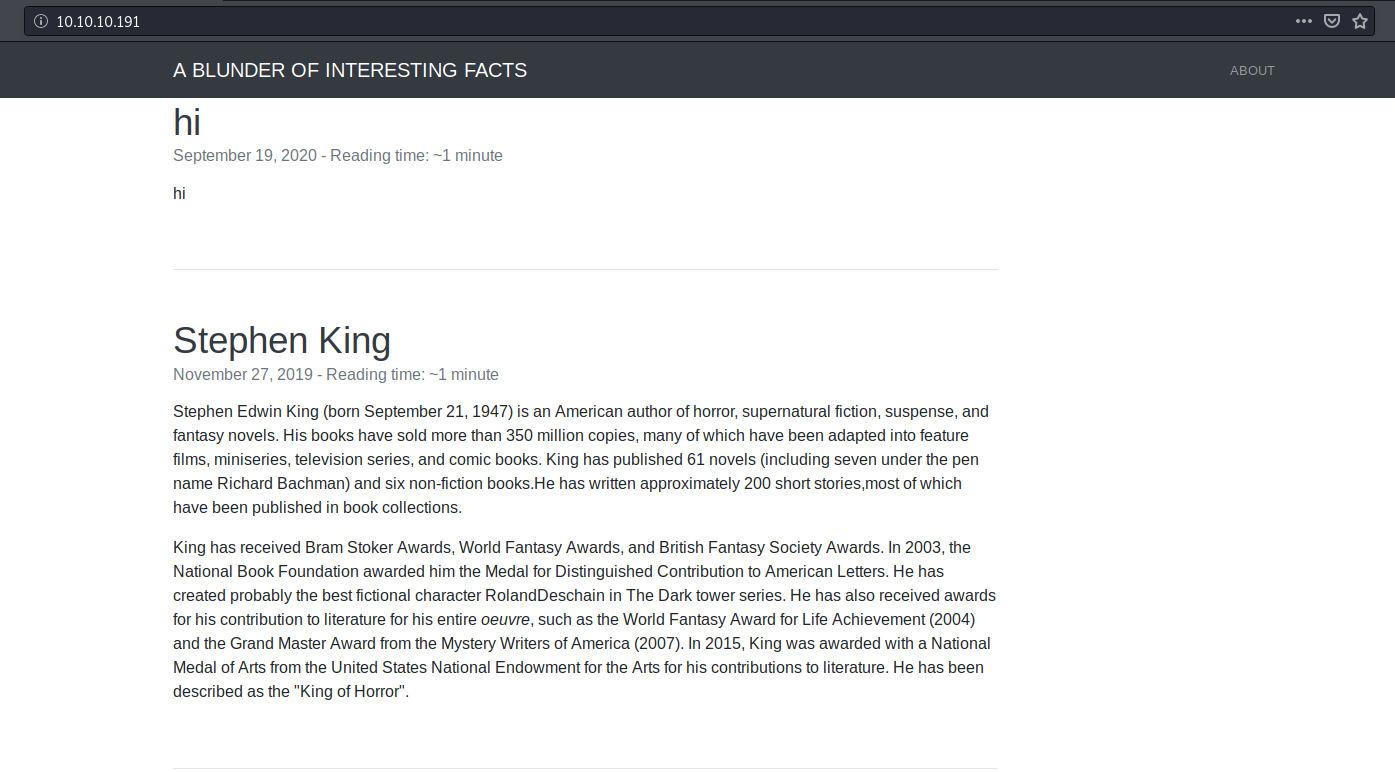 10.10.10.191
A BLUNDER OF INTERESTING FACTS
ABOUT
hi
September 19, 2020 - Reading time: ~1 minute
hi
Stephen King
November 27, 2019 - Reading time: ~1 minute
Stephen Edwin King (born September 21, 1947) is an American author of horror, supernatural fiction, suspense, and
fantasy novels. His books have sold more than 350 million copies, many of which have been adapted into feature
films, miniseries, television series, and comic books. King has published 61 novels (including seven under the pen
name Richard Bachman) and six non-fiction books.He has written approximately 200 short stories,most of which
have been published in book collections.
King has received Bram Stoker Awards, World Fantasy Awards, and British Fantasy Society Awards. In 2003, the
National Book Foundation awarded him the Medal for Distinguished Contribution to American Letters. He has
created probably the best fictional character RolandDeschain in The Dark tower series. He has also received awards
for his contribution to literature for his entire oeuvre, such as the World Fantasy Award for Life Achievement (2004)
and the Grand Master Award from the Mystery Writers of America (2007). In 2015, King was awarded with a National
Medal of Arts from the United States National Endowment for the Arts for his contributions to literature. He has been
described as the "King of Horror".